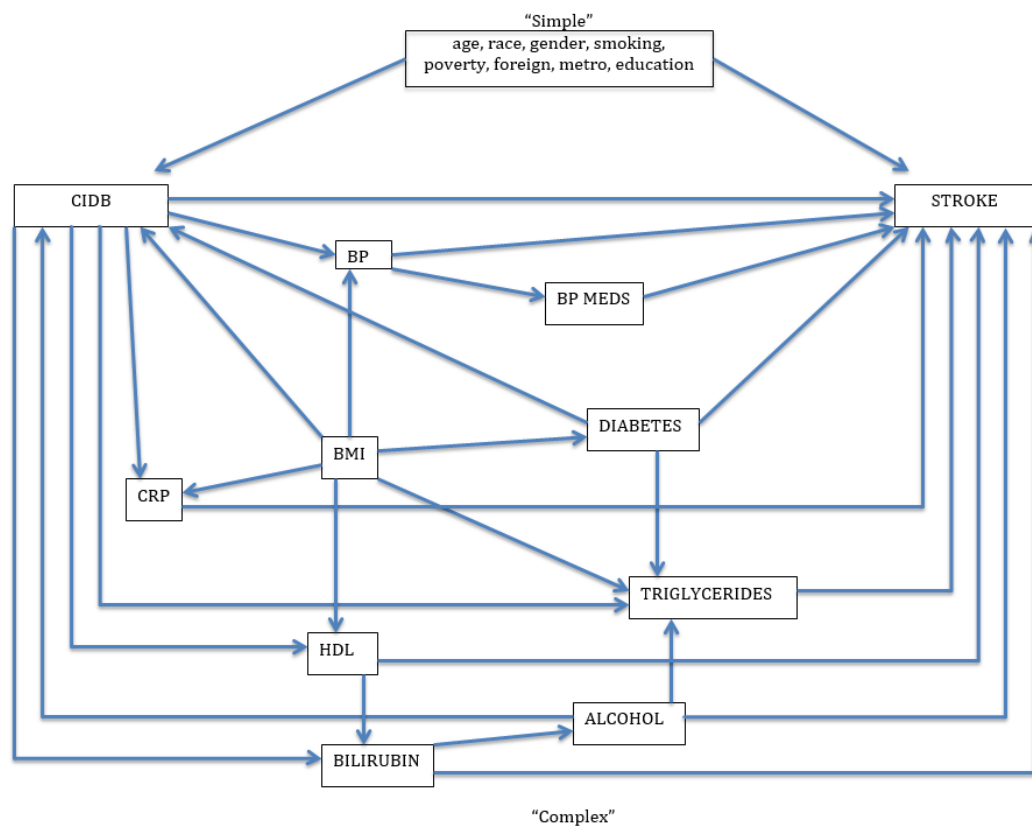 “Simple”
age, race, gender, smoking,
poverty, foreign, metro, education
CIDB
STROKE
BP
BP MEDS
DIABETES
BMI
CRP
TRIGLYCERIDES
HDL
ALCOHOL
BILIRUBIN
“Complex”